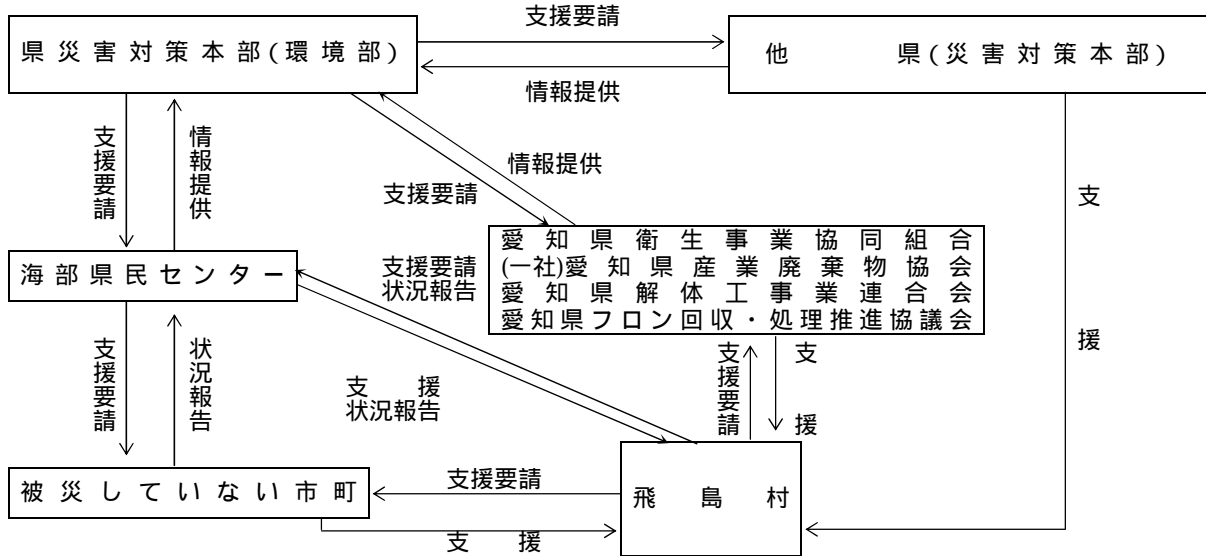 支援要請
県災害対策本部(環境部)
他 県(災害対策本部)
情報提供
支援要請
情報提供
情報提供
支援要請
支 援
愛知県衛生事業協同組合
(一社)愛知県産業廃棄物協会
愛知県解体工事業連合会
愛知県フロン回収・処理推進協議会
海部県民センター
支援要請
状況報告
支援要請
状況報告
支 援
状況報告
支援要請
支 援
被災していない市町
支援要請
飛島村
支 援